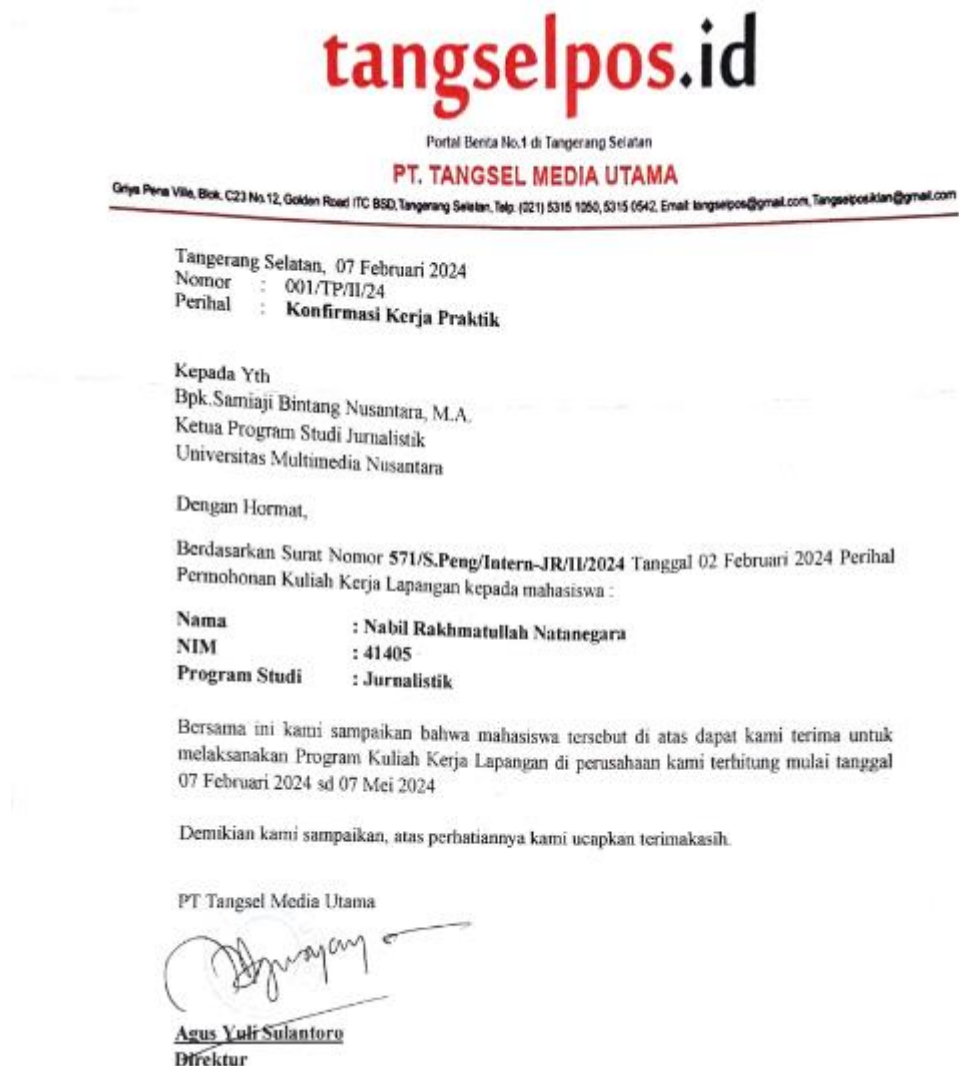 tangselpos.id
Portal Berita No.1 di Tangerang Selatan
PT. TANGSEL MEDIA UTAMA
Griya Pena Ville, Blok. C23 No.12, Golden Road ITC BSD, Tangerang Selatan, Telp. (021) 5315 1050, 5315 0542, Email: tangselpos@gmail.com, Tangselposiklan@gmail.com
Tangerang Selatan, 07 Februari 2024
Nomor : 001/TP/II/24
Perihal : Konfirmasi Kerja Praktik
Kepada Yth
Bpk.Samiaji Bintang Nusantara, M.A.
Ketua Program Studi Jurnalistik
Universitas Multimedia Nusantara
Dengan Hormat,
Berdasarkan Surat Nomor 571/S.Peng/Intern-JR/II/2024 Tanggal 02 Februari 2024 Perihal
Permohonan Kuliah Kerja Lapangan kepada mahasiswa :
Nama : Nabil Rakhmatullah Natanegara
NIM : 41405
Program Studi : Jurnalistik
Bersama ini kami sampaikan bahwa mahasiswa tersebut di atas dapat kami terima untuk
melaksanakan Program Kuliah Kerja Lapangan di perusahaan kami terhitung mulai tanggal
07 Februari 2024 sd 07 Mei 2024
Demikian kami sampaikan, atas perhatiannya kami ucapkan terimakasih.
PT Tangsel Media Utama
Agus Yuli Sulantoro
Direktur